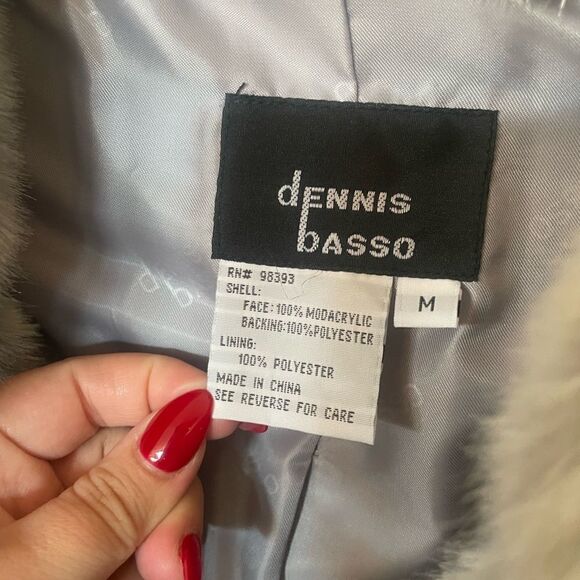 dENNIS
bASSO
M
RN# 98393
SHELL:
FACE:100% MODACRYLIC
BACKING:100%POLYESTER
LINING:
100% POLYESTER
MADE IN CHINA
SEE REVERSE FOR CARE